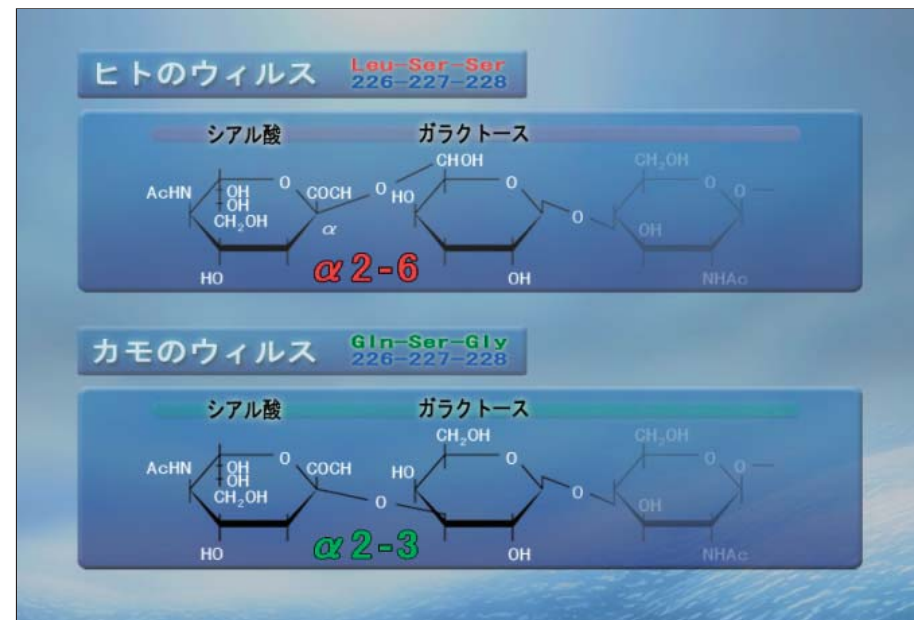 ヒトのウィルス Leu-Ser-Ser
226-227-228
シアル酸 ガラクトース
CHOH CH₂OH
AcHN OH O COCH O HO O O O
OH
CH₂OH α O OH
α2-6
HO OH NHAc
カモのウィルス Gln-Ser-Gly
226-227-228
シアル酸 ガラクトース
CH₂OH CH₂OH
AcHN OH O COCH HO O O O
OH
CH₂OH O O OH
α2-3
HO OH NHAc